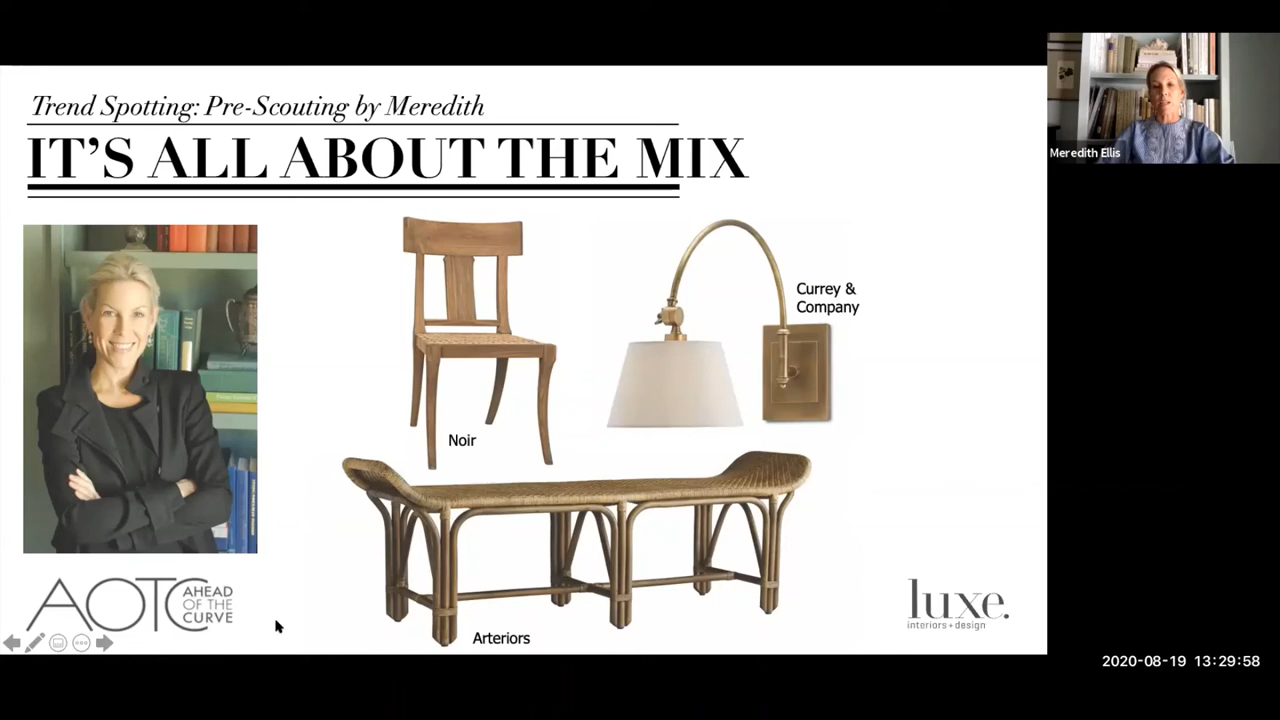 Trend Spotting: Pre-Scouting by Meredith
IT'S ALL ABOUT THE MIX
Meredith Ellis
Currey &
Company
Noir
Arteriors
AOTC
AHEAD
OF THE
CURVE
luxe.
interiors + design
2020-08-19 13:29:58